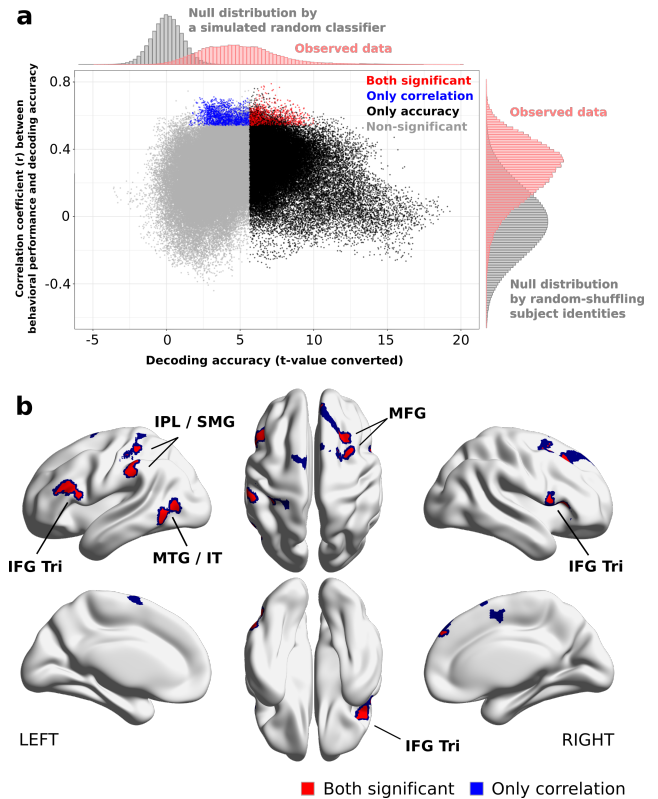 a
Null distribution by
a simulated random classifier
Observed data
Correlation coefficient (r) between
behavioral performance and decoding accuracy
0.8
0.4
0
-0.4
Both significant
Only correlation
Only accuracy
Non-significant
-5
0
5
10
15
20
Decoding accuracy (t-value converted)
Observed data
Null distribution
by random-shuffling
subject identities
b
IPL / SMG
MFG
IFG Tri
MTG / IT
IFG Tri
LEFT
IFG Tri
RIGHT
Both significant
Only correlation